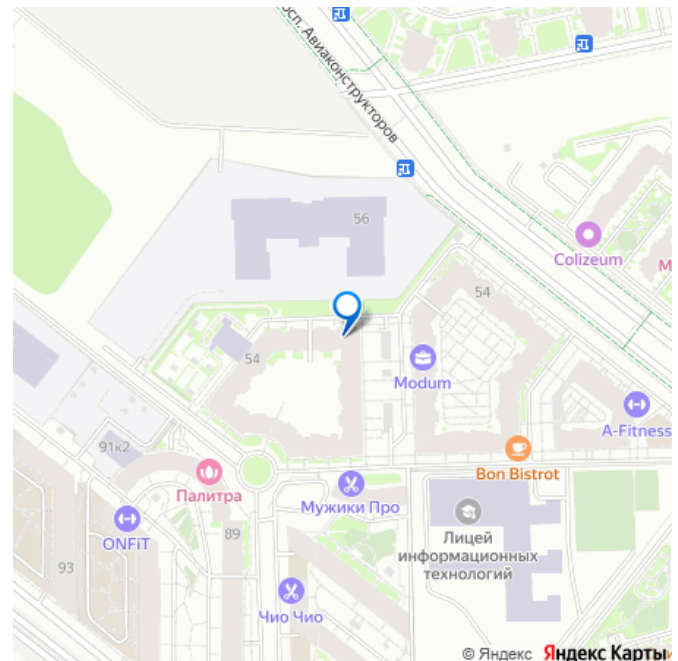 просп. Авиаконструкторов
56
Colizeum
М
54
54
Modum
A-Fitness
91к2
Палитра
Bon Bistrot
Мужики Про
ONFiT
89
Лицей
информационных
технологий
93
Чио Чио
© Яндекс Яндекс Карты